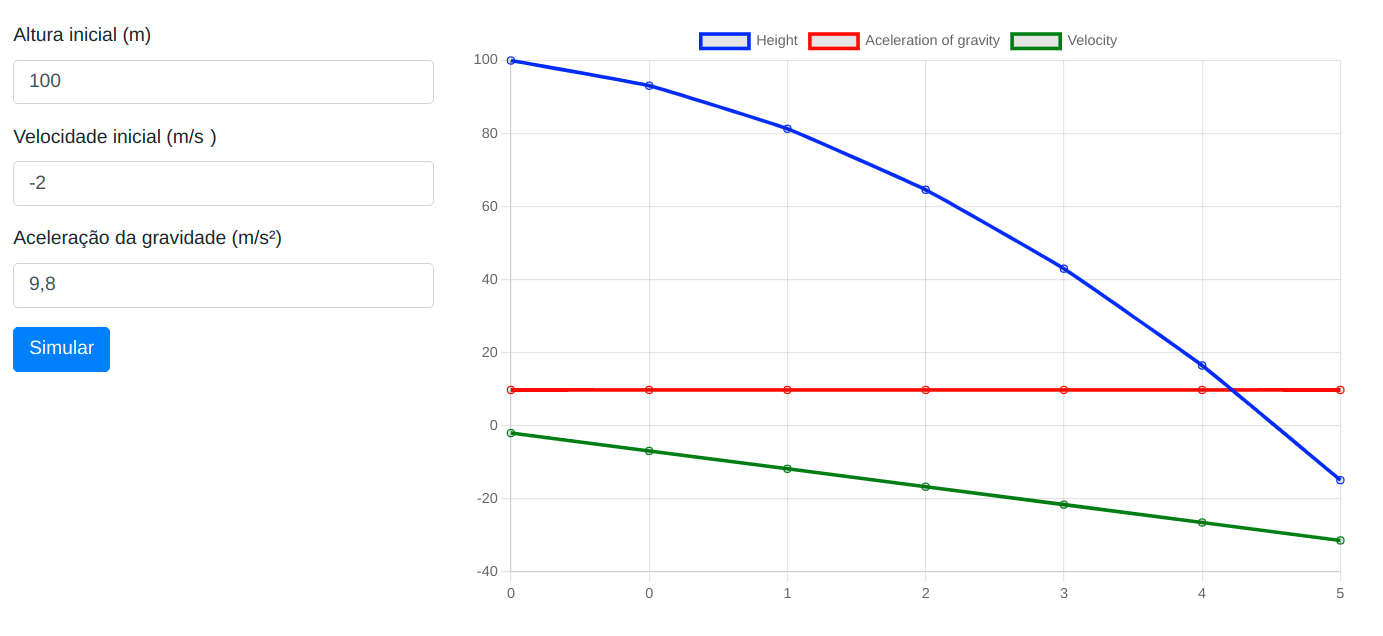 Altura inicial (m)
100
Velocidade inicial (m/s )
-2
Aceleração da gravidade (m/s²)
9,8
Simular
Height Aceleration of gravity Velocity
100
80
60
40
20
0
-20
-40
0 0 1 2 3 4 5